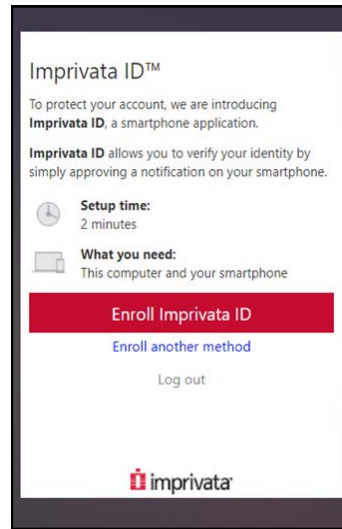 Imprivata ID™
To protect your account, we are introducing
Imprivata ID, a smartphone application.
Imprivata ID allows you to verify your identity by
simply approving a notification on your smartphone.
Setup time:
2 minutes
What you need:
This computer and your smartphone
Enroll Imprivata ID
Enroll another method
Log out
imprivata